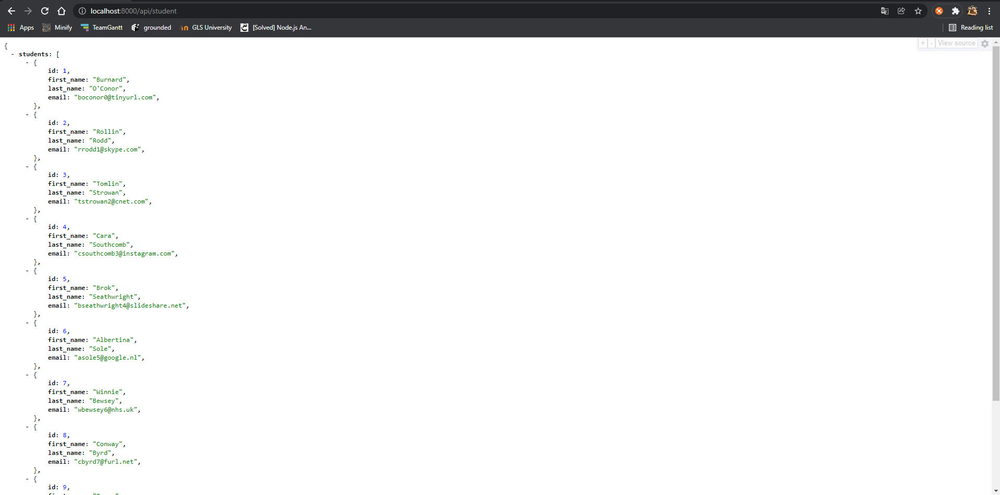 localhost:8000/api/student
Apps Minify TeamGantt grounded GLS University [Solved] Node.js An... Reading list
+ - View source
{
- students: [
- {
id: 1,
first_name: "Burnard",
last_name: "O'Conor",
email: "boconor0@tinyurl.com",
},
- {
id: 2,
first_name: "Rollin",
last_name: "Rodd",
email: "rrodd1@skype.com",
},
- {
id: 3,
first_name: "Tomlin",
last_name: "Strowan",
email: "tstrowan2@cnet.com",
},
- {
id: 4,
first_name: "Cara",
last_name: "Southcomb",
email: "csouthcomb3@instagram.com",
},
- {
id: 5,
first_name: "Brok",
last_name: "Seathwright",
email: "bseathwright4@slideshare.net",
},
- {
id: 6,
first_name: "Albertina",
last_name: "Sole",
email: "asole5@google.nl",
},
- {
id: 7,
first_name: "Winnie",
last_name: "Bewsey",
email: "wbewsey6@nhs.uk",
},
- {
id: 8,
first_name: "Conway",
last_name: "Byrd",
email: "cbyrd7@furl.net",
},
- {
id: 9,